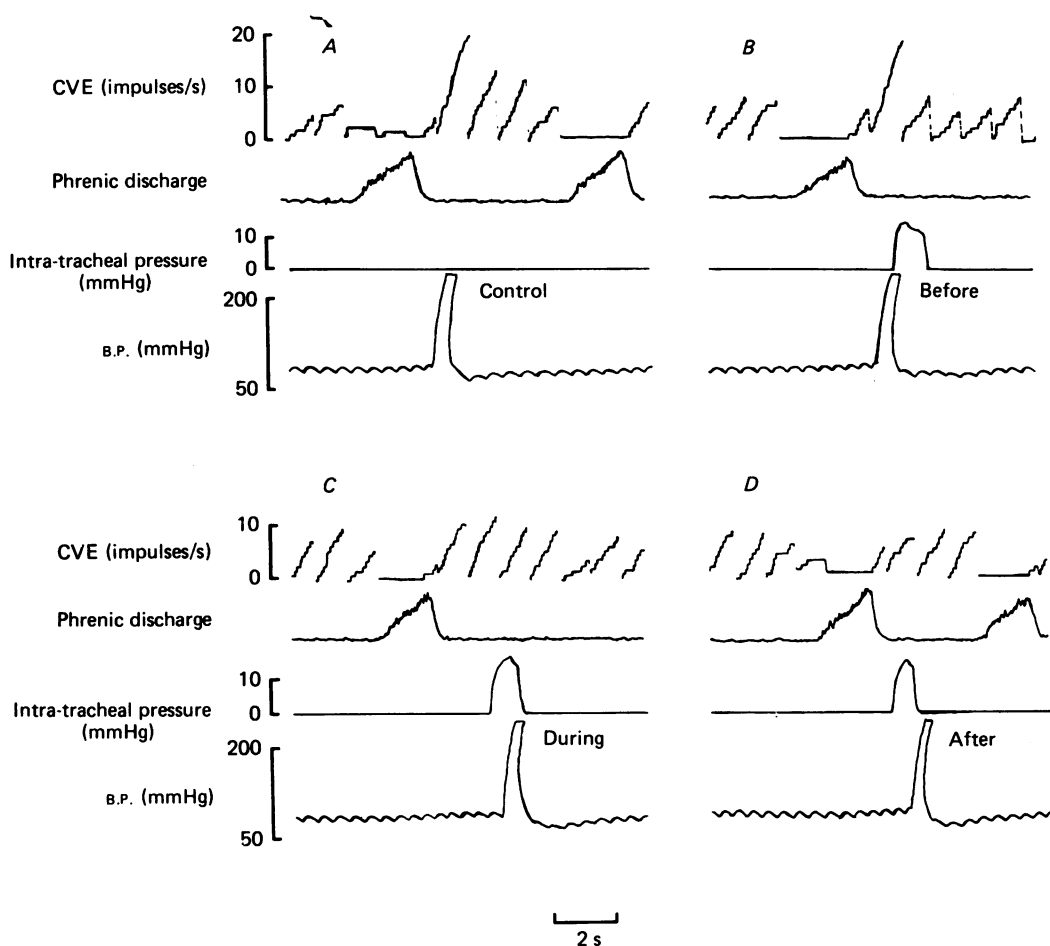 A
B
20
10
0
CVE (impulses/s)
Phrenic discharge
10
0
Intra-tracheal pressure
(mmHg)
Control
Before
200
50
B.P. (mmHg)
C
D
10
0
CVE (impulses/s)
Phrenic discharge
10
0
Intra-tracheal pressure
(mmHg)
During
After
200
50
B.P. (mmHg)
2 s